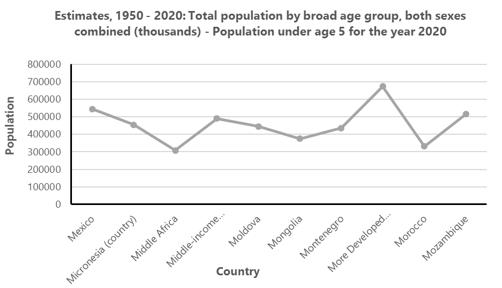 Estimates, 1950 - 2020: Total population by broad age group, both sexes
combined (thousands) - Population under age 5 for the year 2020
Population
800000
700000
600000
500000
400000
300000
200000
100000
0
Mexico
Micronesia (country)
Middle Africa
Middle-income...
Moldova
Mongolia
Montenegro
More Developed...
Morocco
Mozambique
Country